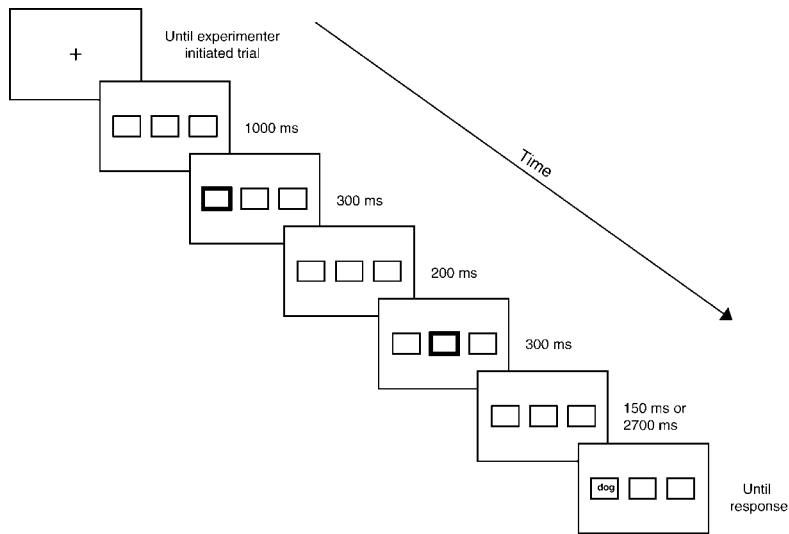 +
Until experimenter
initiated trial
1000 ms
Time
300 ms
200 ms
300 ms
150 ms or
2700 ms
dog
Until
response